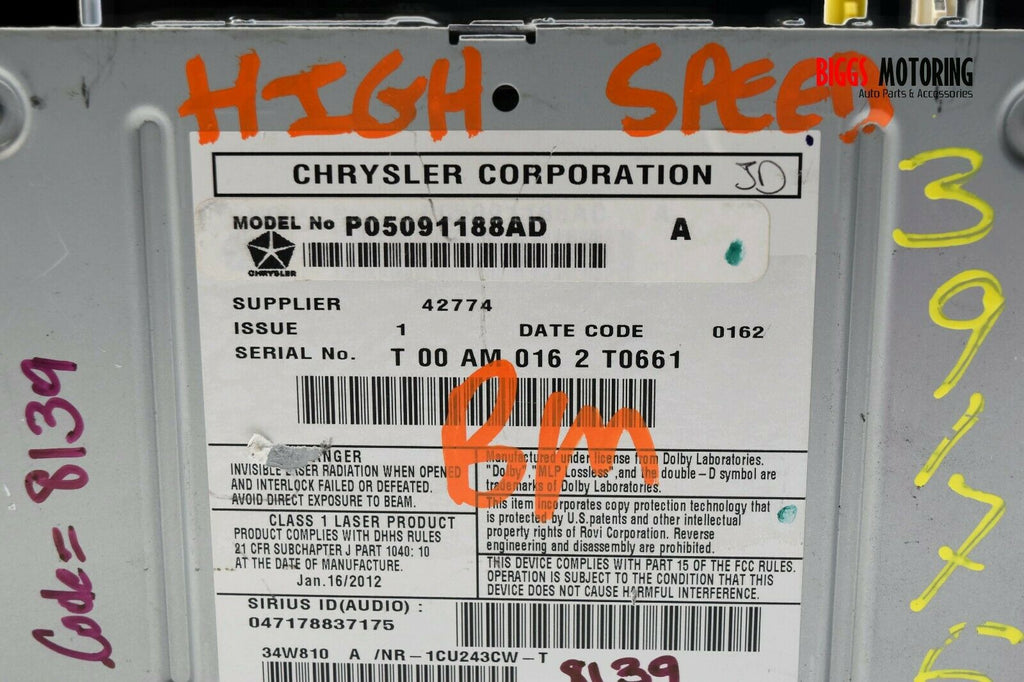 HIGH SPEED
BIGGS MOTORING
Auto Parts & Accessories
CHRYSLER CORPORATION JD
MODEL No P05091188AD A
CHRYSLER
SUPPLIER 42774
ISSUE 1 DATE CODE 0162
SERIAL No. T 00 AM 016 2 T0661
INVISIBLE LASER RADIATION WHEN OPENED
AND INTERLOCK FAILED OR DEFEATED.
AVOID DIRECT EXPOSURE TO BEAM.
CLASS 1 LASER PRODUCT
PRODUCT COMPLIES WITH DHHS RULES
21 CFR SUBCHAPTER J PART 1040: 10
AT THE DATE OF MANUFACTURE.
Jan.16/2012
Manufactured under license from Dolby Laboratories.
"Dolby","MLP Lossless",and the double-D symbol are
trademarks of Dolby Laboratories.
This item incorporates copy protection technology that
is protected by U.S.patents and other intellectual
property rights of Rovi Corporation. Reverse
engineering and disassembly are prohibited.
THIS DEVICE COMPLIES WITH PART 15 OF THE FCC RULES.
OPERATION IS SUBJECT TO THE CONDITION THAT THIS
DEVICE DOES NOT CAUSE HARMFUL INTERFERENCE.
SIRIUS ID(AUDIO) :
047178837175
34W810 A /NR-1CU243CW-T
8139
Code= 8139
3917